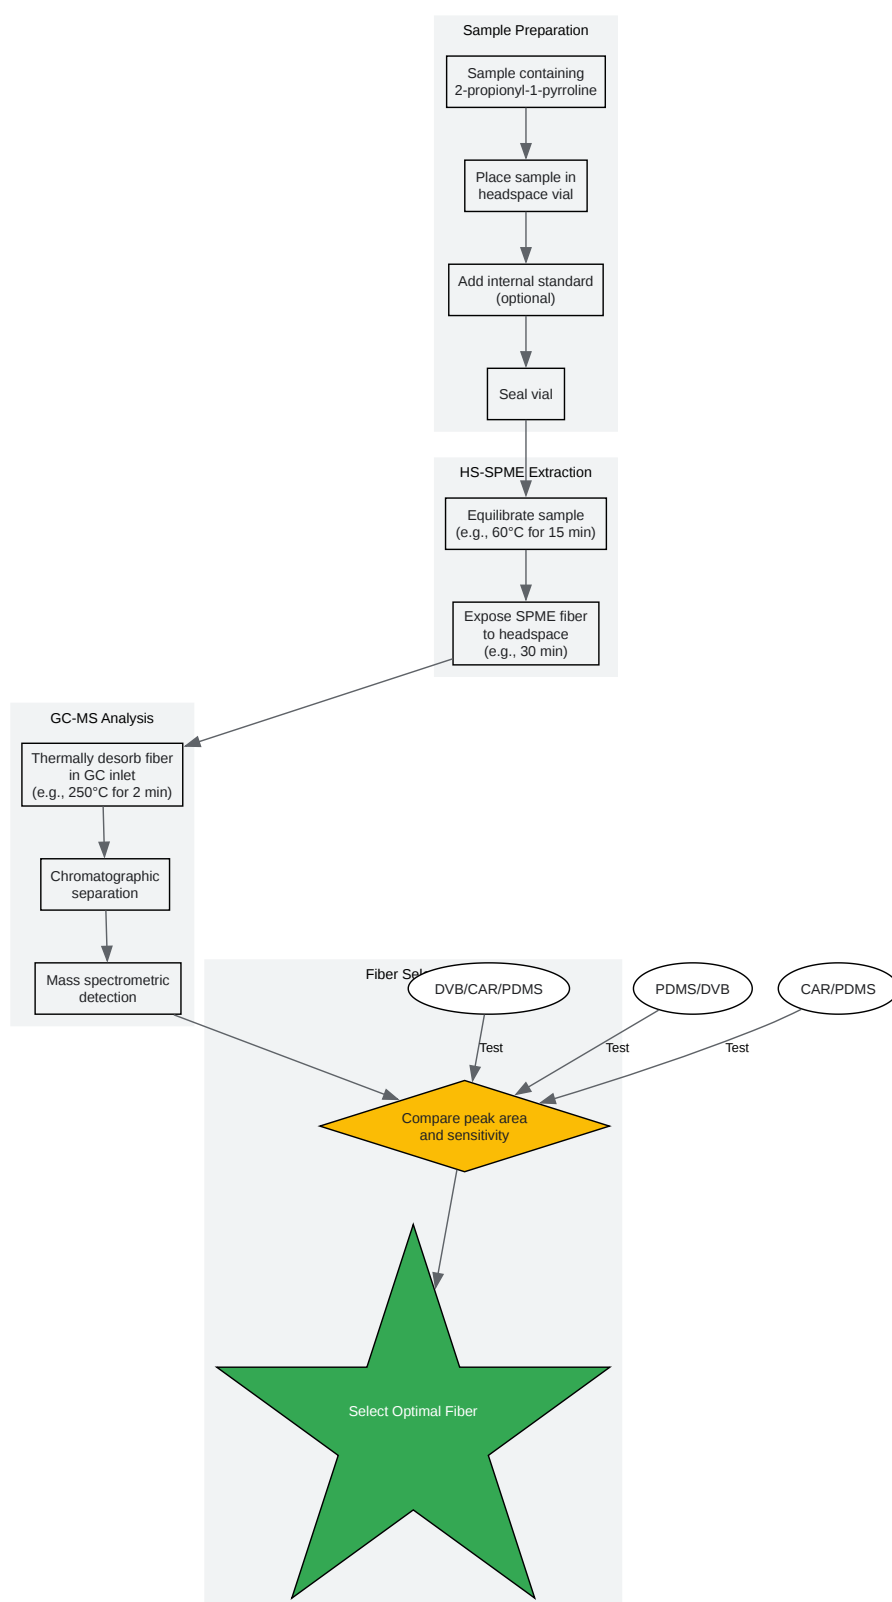 Sample Preparation
Sample containing
2-propionyl-1-pyrroline
Place sample in
headspace vial
Add internal standard
(optional)
Seal vial
HS-SPME Extraction
Equilibrate sample
(e.g., 60°C for 15 min)
Expose SPME fiber
to headspace
(e.g., 30 min)
GC-MS Analysis
Thermally desorb fiber
in GC inlet
(e.g., 250°C for 2 min)
Chromatographic
separation
Mass spectrometric
detection
Fiber
DVB/CAR/PDMS
PDMS/DVB
CAR/PDMS
Test
Test
Test
Compare peak area
and sensitivity
Select Optimal Fiber